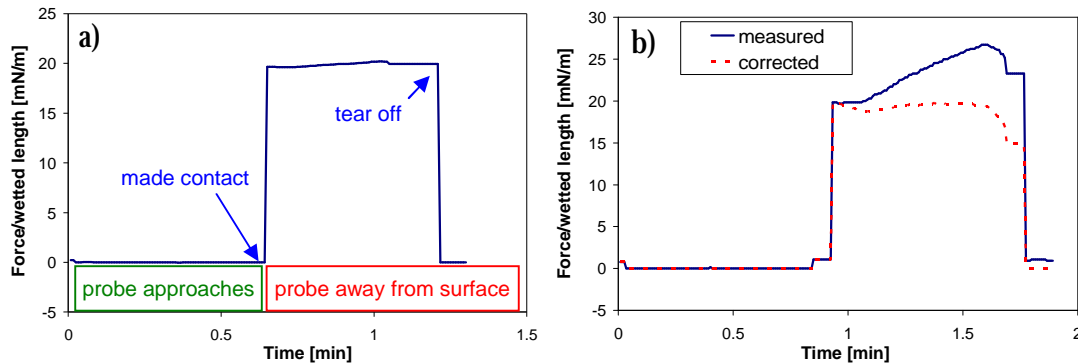 a)
Force/wetted length [mN/m]
25
20
15
10
5
0
-5
made contact
tear off
probe approaches
probe away from surface
0
0.5
1
1.5
Time [min]
b)
Force/wetted length [mN/m]
30
25
20
15
10
5
0
-5
measured
corrected
0
0.5
1
1.5
2
Time [min]